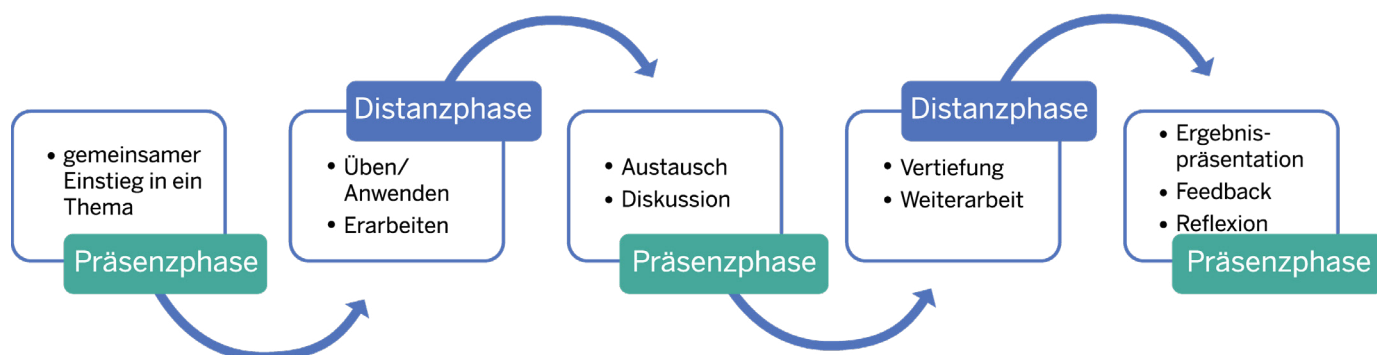 • gemeinsamer
Einstieg in ein
Thema
Präsenzphase
Distanzphase
• Üben/
Anwenden
• Erarbeiten
• Austausch
• Diskussion
Präsenzphase
Distanzphase
• Vertiefung
• Weiterarbeit
• Ergebnis-
präsentation
• Feedback
• Reflexion
Präsenzphase